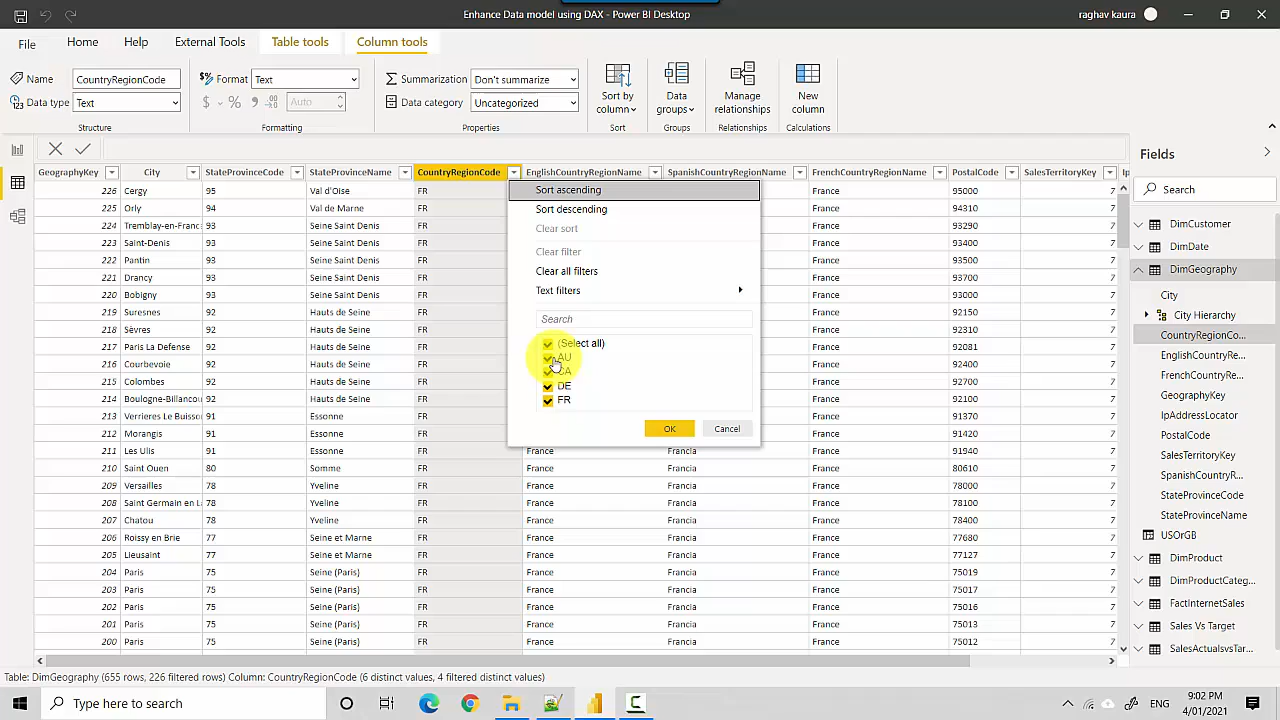 Enhance Data model using DAX - Power BI Desktop
raghav kaura
File Home Help External Tools Table tools Column tools
Name CountryRegionCode Format Text Summarization Don't summarize
Data type Text $ % Auto Data category Uncategorized
Sort by column Data groups Manage relationships New column
Structure Formatting Properties Sort Groups Relationships Calculations
GeographyKey City StateProvinceCode StateProvinceName CountryRegionCode EnglishCountryRegionName SpanishCountryRegionName FrenchCountryRegionName PostalCode SalesTerritoryKey Ip
226 Cergy 95 Val d'Oise FR France 95000 7
225 Orly 94 Val de Marne FR France 94310 7
224 Tremblay-en-Franc 93 Seine Saint Denis FR France 93290 7
223 Saint-Denis 93 Seine Saint Denis FR France 93400 7
222 Pantin 93 Seine Saint Denis FR France 93500 7
221 Drancy 93 Seine Saint Denis FR France 93700 7
220 Bobigny 93 Seine Saint Denis FR France 93000 7
219 Suresnes 92 Hauts de Seine FR France 92150 7
218 Sèvres 92 Hauts de Seine FR France 92310 7
217 Paris La Defense 92 Hauts de Seine FR France 92081 7
216 Courbevoie 92 Hauts de Seine FR France 92400 7
215 Colombes 92 Hauts de Seine FR France 92700 7
214 Boulogne-Billancou 92 Hauts de Seine FR France 92100 7
213 Verrieres Le Buisso 91 Essonne FR France 91370 7
212 Morangis 91 Essonne FR France 91420 7
211 Les Ulis 91 Essonne FR France Francia France 91940 7
210 Saint Ouen 80 Somme FR France Francia France 80610 7
209 Versailles 78 Yveline FR France Francia France 78000 7
208 Saint Germain en L 78 Yveline FR France Francia France 78100 7
207 Chatou 78 Yveline FR France Francia France 78400 7
206 Roissy en Brie 77 Seine et Marne FR France Francia France 77680 7
205 Lieusaint 77 Seine et Marne FR France Francia France 77127 7
204 Paris 75 Seine (Paris) FR France Francia France 75019 7
203 Paris 75 Seine (Paris) FR France Francia France 75017 7
202 Paris 75 Seine (Paris) FR France Francia France 75016 7
201 Paris 75 Seine (Paris) FR France Francia France 75013 7
200 Paris 75 Seine (Paris) FR France Francia France 75012 7
Sort ascending
Sort descending
Clear sort
Clear filter
Clear all filters
Text filters
Search
(Select all)
AU
CA
DE
FR
OK Cancel
Fields
Search
DimCustomer
DimDate
DimGeography
City
City Hierarchy
CountryRegionCo...
EnglishCountryRe...
FrenchCountryRe...
GeographyKey
IpAddressLocator
PostalCode
SalesTerritoryKey
SpanishCountryR...
StateProvinceCode
StateProvinceName
USOrGB
DimProduct
DimProductCateg...
FactInternetSales
Sales Vs Target
SalesActualsvsTar...
Table: DimGeography (655 rows, 226 filtered rows) Column: CountryRegionCode (6 distinct values, 4 filtered distinct values)
Type here to search
ENG
9:02 PM
4/01/2021